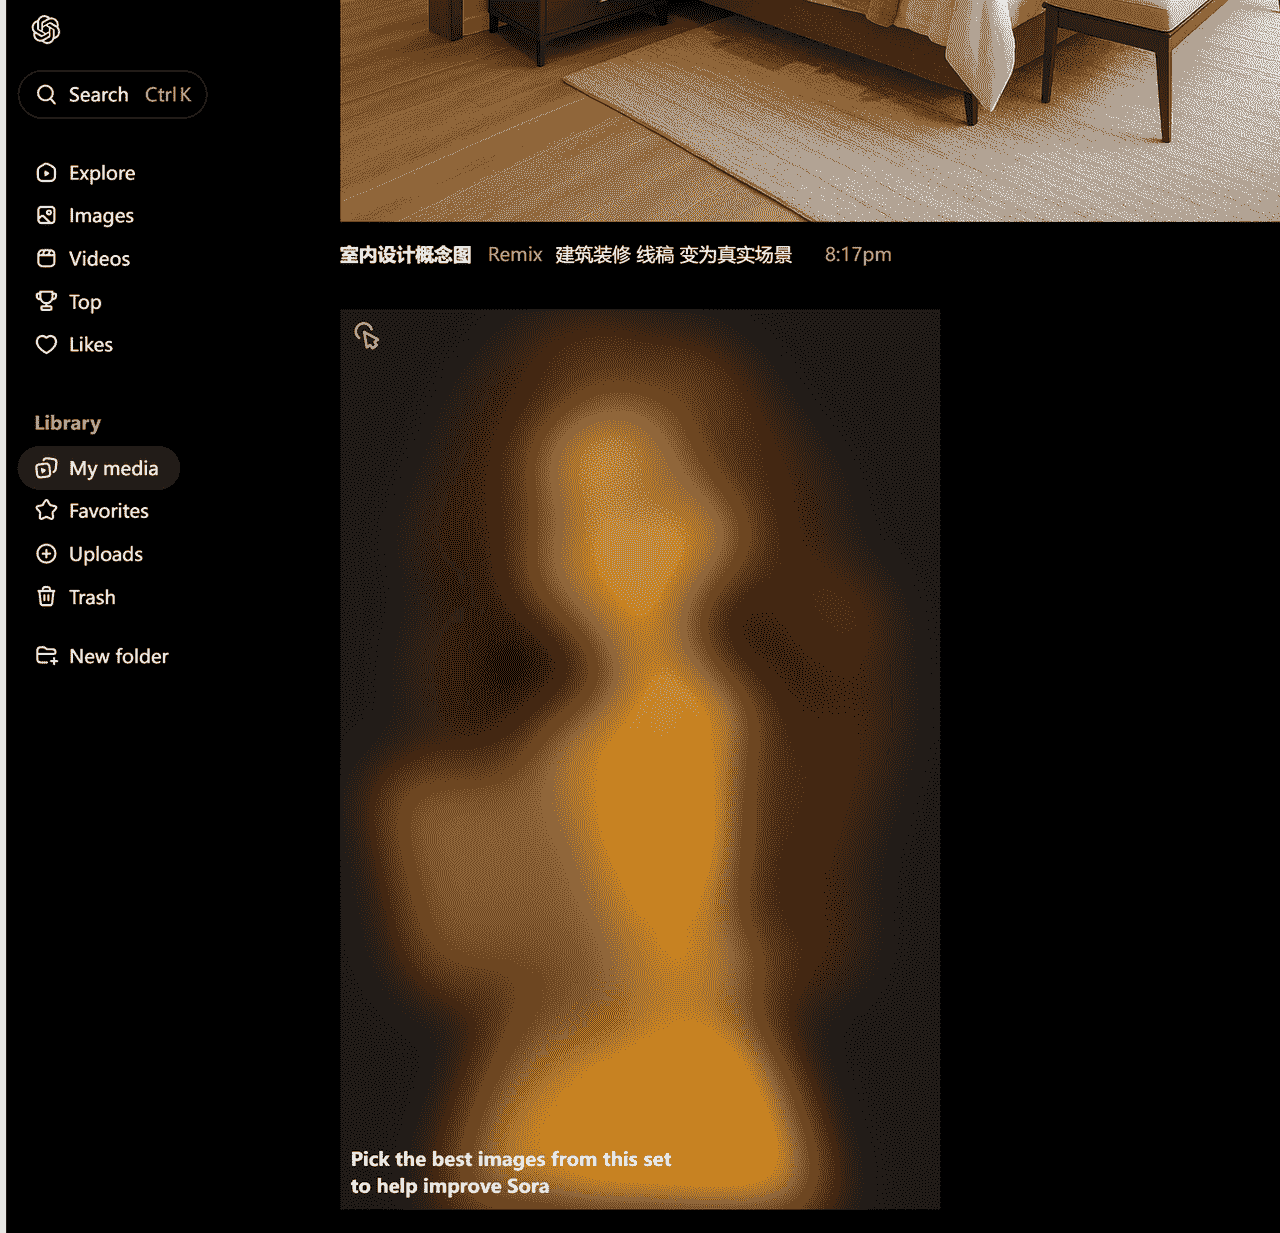 Search Ctrl K
Explore
Images
Videos
Top
Likes
Library
My media
Favorites
Uploads
Trash
New folder
室内设计概念图 Remix 建筑装修 线稿 变为真实场景 8:17pm
Pick the best images from this set
to help improve Sora